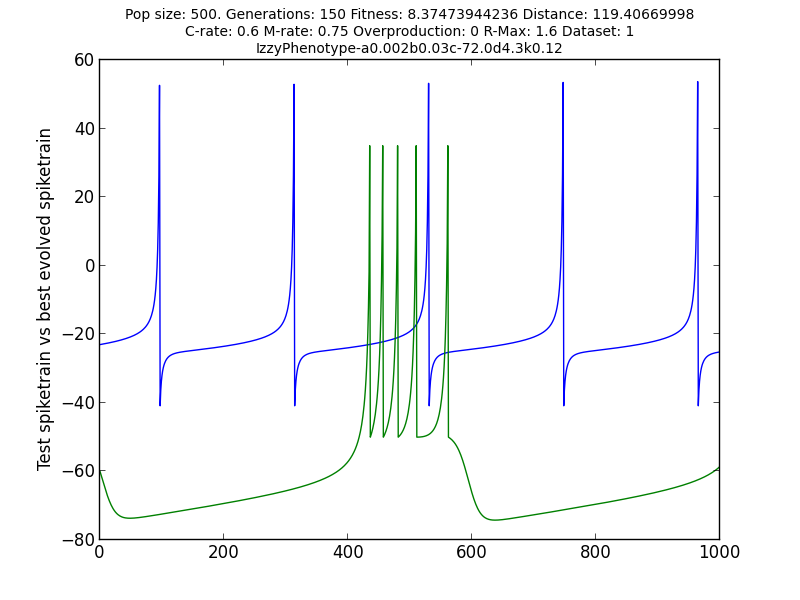 Pop size: 500. Generations: 150 Fitness: 8.37473944236 Distance: 119.40669998
C-rate: 0.6 M-rate: 0.75 Overproduction: 0 R-Max: 1.6 Dataset: 1
IzzyPhenotype-a0.002b0.03c-72.0d4.3k0.12
Test spiketrain vs best evolved spiketrain
60
40
20
0
−20
−40
−60
−80
0 200 400 600 800 1000